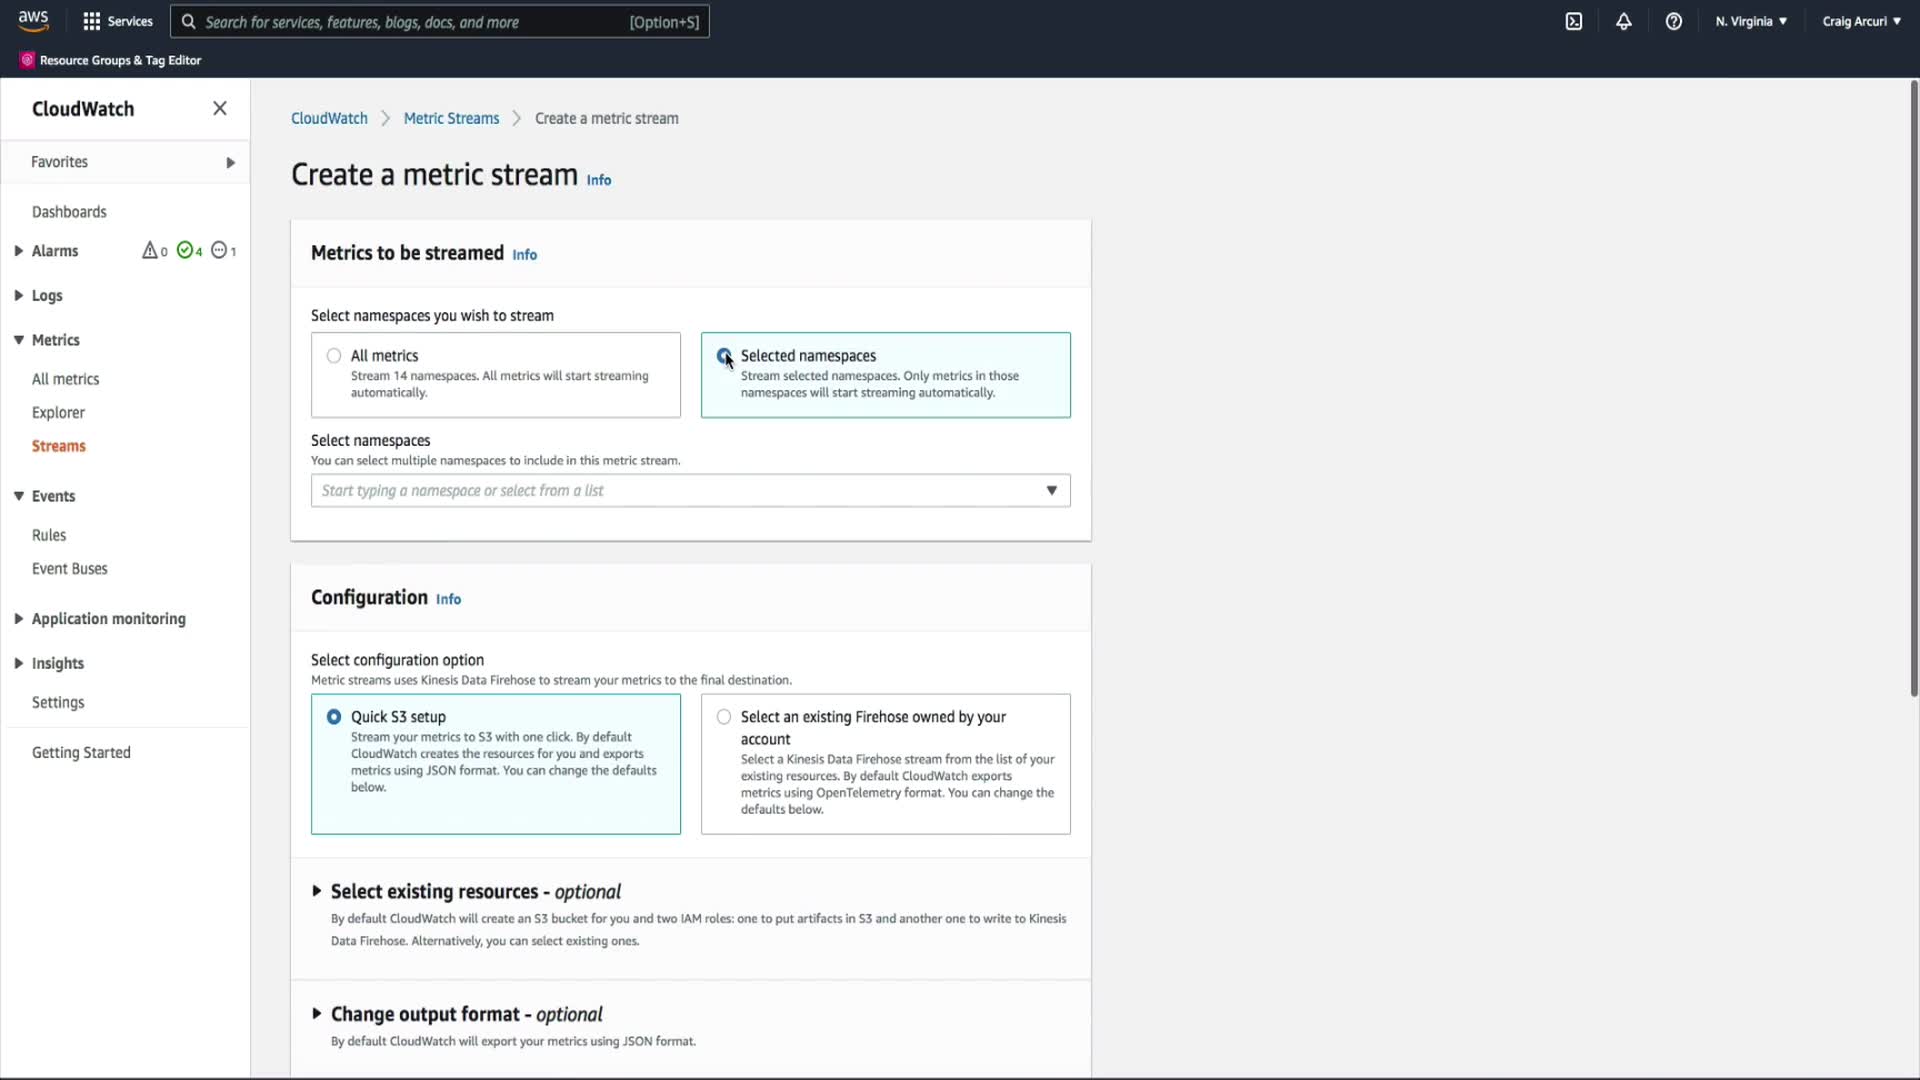 aws
Services
Search for services, features, blogs, docs, and more
[Option+S]
N. Virginia
Craig Arcuri
Resource Groups & Tag Editor
CloudWatch
Favorites
Dashboards
Alarms
0
4
1
Logs
Metrics
All metrics
Explorer
Streams
Events
Rules
Event Buses
Application monitoring
Insights
Settings
Getting Started
CloudWatch
Metric Streams
Create a metric stream
Create a metric stream Info
Metrics to be streamed Info
Select namespaces you wish to stream
All metrics
Stream 14 namespaces. All metrics will start streaming
automatically.
Selected namespaces
Stream selected namespaces. Only metrics in those
namespaces will start streaming automatically.
Select namespaces
You can select multiple namespaces to include in this metric stream.
Start typing a namespace or select from a list
Configuration Info
Select configuration option
Metric streams uses Kinesis Data Firehose to stream your metrics to the final destination.
Quick S3 setup
Stream your metrics to S3 with one click. By default
CloudWatch creates the resources for you and exports
metrics using JSON format. You can change the defaults
below.
Select an existing Firehose owned by your
account
Select a Kinesis Data Firehose stream from the list of your
existing resources. By default CloudWatch exports
metrics using OpenTelemetry format. You can change the
defaults below.
Select existing resources - optional
By default CloudWatch will create an S3 bucket for you and two IAM roles: one to put artifacts in S3 and another one to write to Kinesis
Data Firehose. Alternatively, you can select existing ones.
Change output format - optional
By default CloudWatch will export your metrics using JSON format.